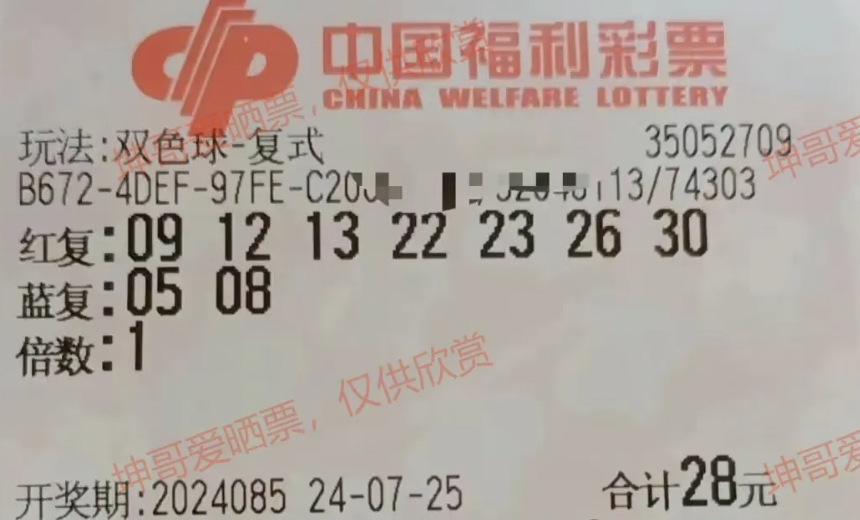 中国福利彩票
CHINA WELFARE LOTTERY
玩法:双色球-复式 35052709
B672-4DEF-97FE-C20 13/74303
红复:09 12 13 22 23 26 30
蓝复:05 08
倍数:1
坤哥爱晒票，仅供欣赏
坤哥爱晒票，仅供欣赏
坤哥爱
坤哥爱晒
开奖期:2024085 24-07-25 合计28元